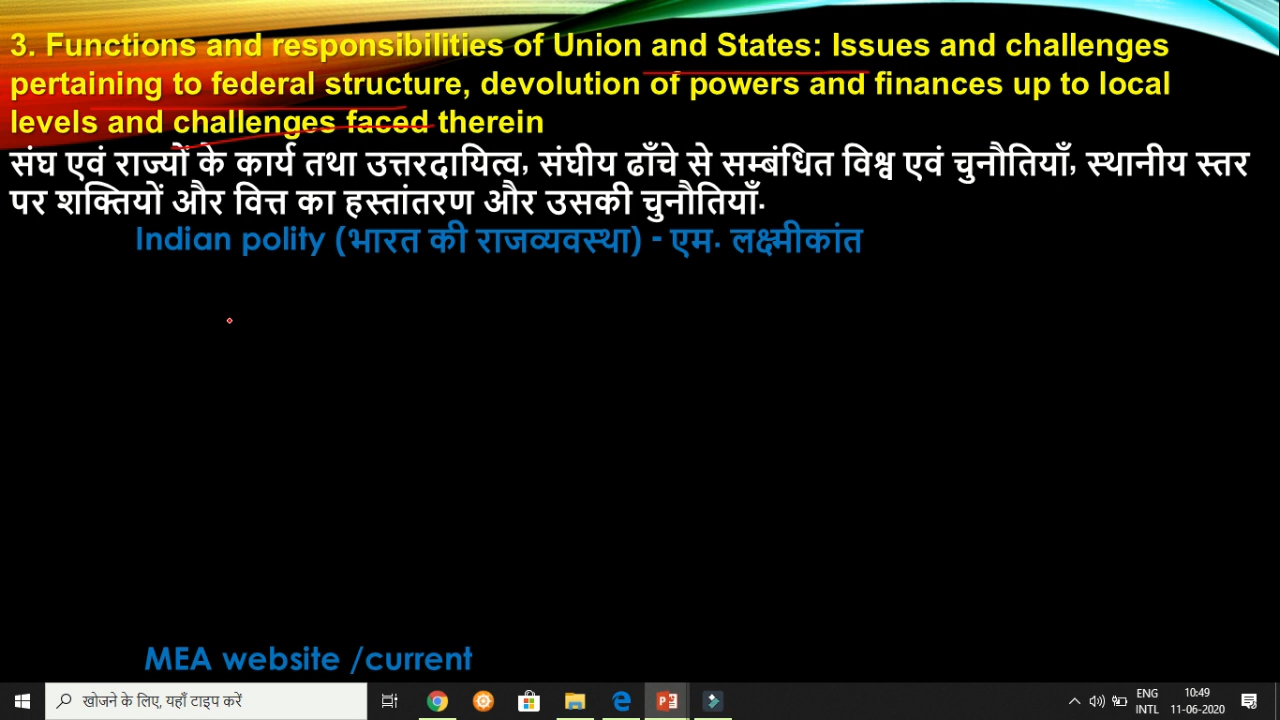 3. Functions and responsibilities of Union and States: Issues and challenges
pertaining to federal structure, devolution of powers and finances up to local
levels and challenges faced therein
संघ एवं राज्यों के कार्य तथा उत्तरदायित्व, संघीय ढाँचे से सम्बंधित विश्व एवं चुनौतियाँ, स्थानीय स्तर
पर शक्तियों और वित्त का हस्तांतरण और उसकी चुनौतियाँ.
Indian polity (भारत की राजव्यवस्था) - एम. लक्ष्मीकांत
MEA website /current
खोजने के लिए, यहाँ टाइप करें
ENG
INTL
10:49
11-06-2020